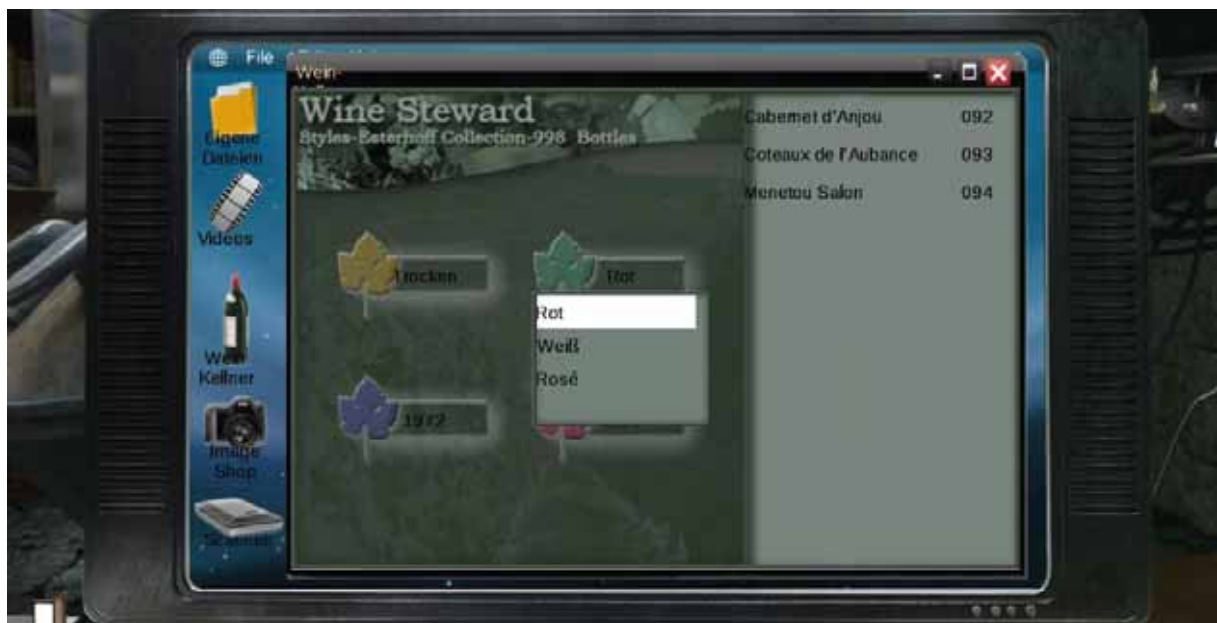 File
Eigene
Dateien
Videos
Wein
Kellner
Image
Shop
Scanner
Wein-
Wine Steward
Styles-Esterhoff Collection-998 Bottles
Trocken
Rot
Rot
Weiß
Rosé
1972
Cabernet d'Anjou 092
Coteaux de l'Aubance 093
Menetou Salon 094